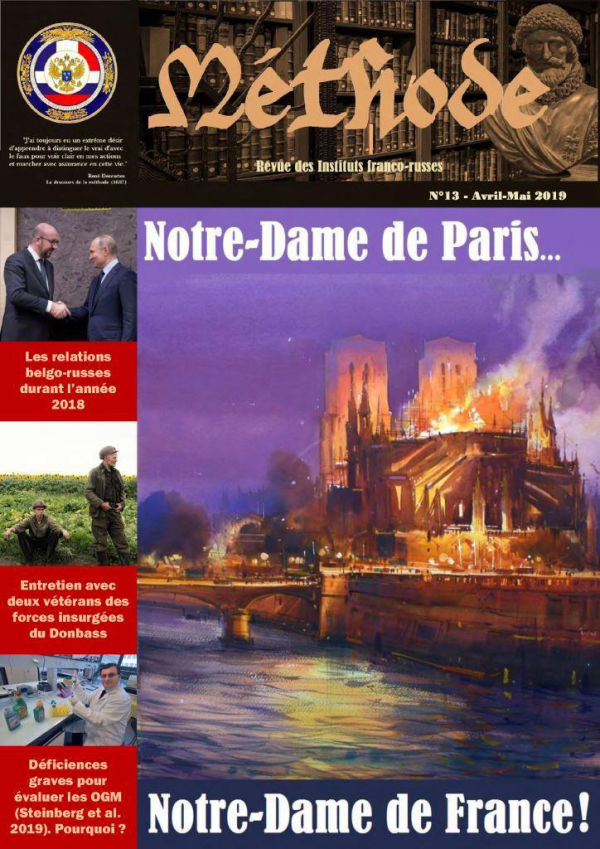 Méthode
Revue des Instituts franco-russes
"J'ai toujours eu un extrême désir
d'apprendre à distinguer le vrai d'avec
le faux pour voir clair en mes actions
et marcher avec assurance en cette vie."
René Descartes
Le discours de la méthode (1637)
N°13 - Avril-Mai 2019
Notre-Dame de Paris...
Les relations
belgo-russes
durant l'année
2018
Entretien avec
deux vétérans des
forces insurgées
du Donbass
Déficiences
graves pour
évaluer les OGM
(Steinberg et al.
2019). Pourquoi ?
Notre-Dame de France!